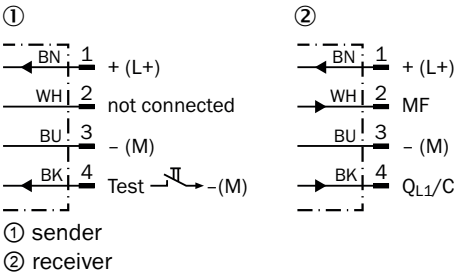 ① ②
BN 1 + (L+) BN 1 + (L+)
WH 2 not connected WH 2 MF
BU 3 – (M) BU 3 – (M)
BK 4 Test –(M) BK 4 QL1/C
① sender
② receiver